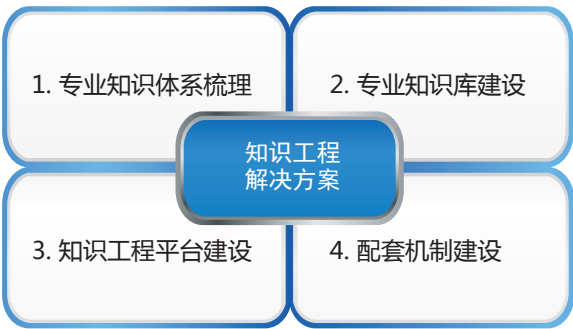 1. 专业知识体系梳理
2. 专业知识库建设
知识工程
解决方案
3. 知识工程平台建设
4. 配套机制建设